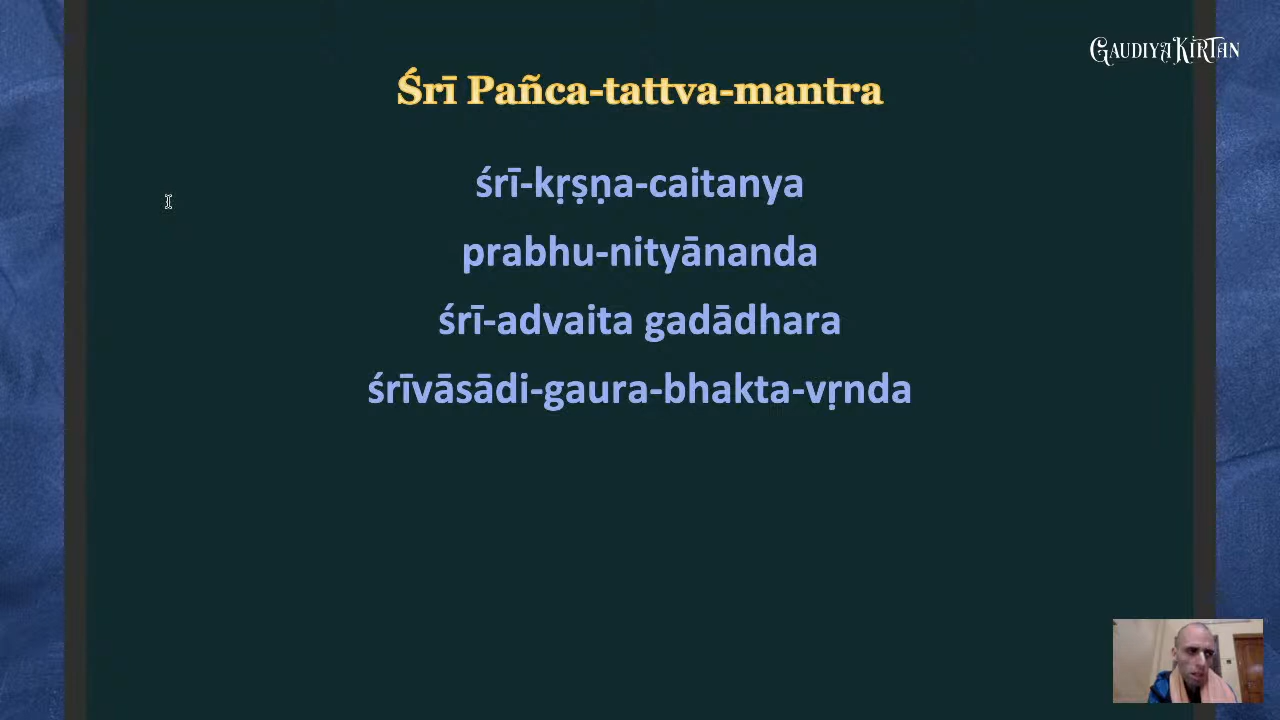 GAUDIYA KIRTAN
Śrī Pañca-tattva-mantra
śrī-kṛṣṇa-caitanya
prabhu-nityānanda
śrī-advaita gadādhara
śrīvāsādi-gaura-bhakta-vṛnda